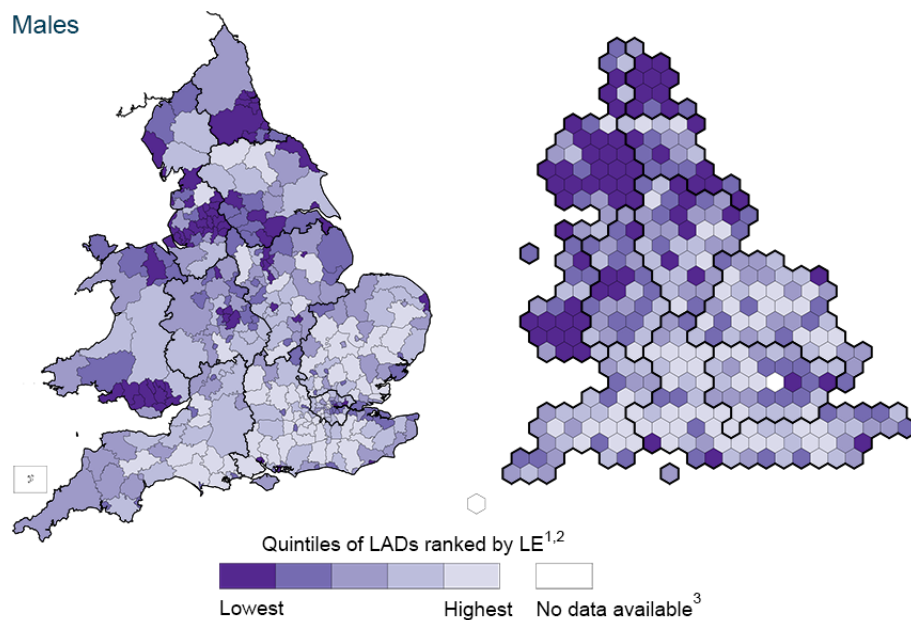 Males
Quintiles of LADs ranked by LE1,2
Lowest
Highest
No data available3